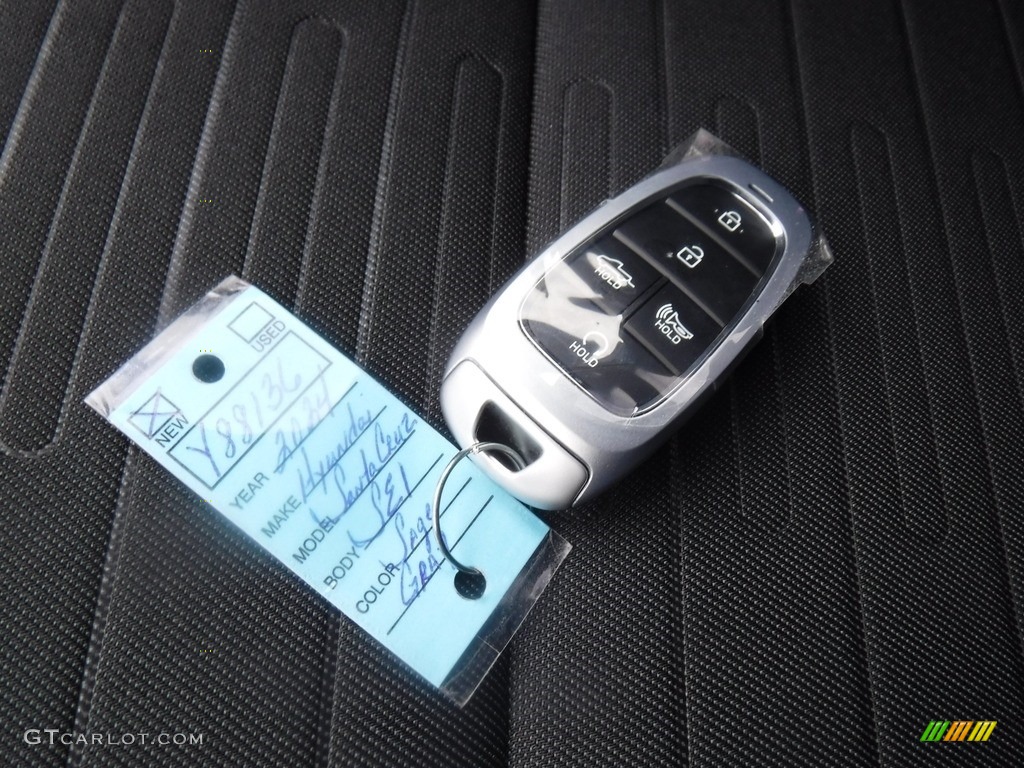 USED
NEW
Y88136
YEAR 2024
MAKE Hyundai
MODEL Santa Cruz
BODY SEL
COLOR Sage
GRAY
HOLD
HOLD
HOLD
GTCARLOT.COM